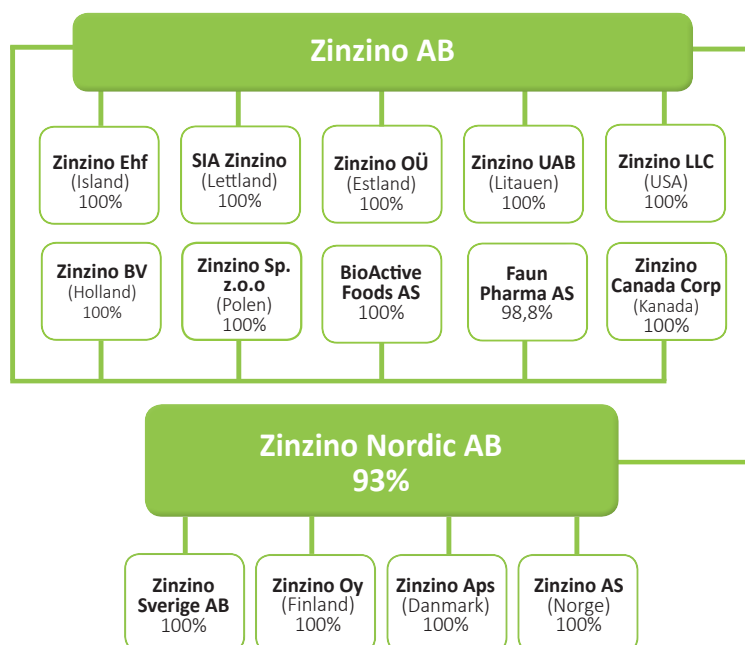 Zinzino AB
Zinzino Ehf
(Island)
100%
SIA Zinzino
(Lettland)
100%
Zinzino OÜ
(Estland)
100%
Zinzino UAB
(Litauen)
100%
Zinzino LLC
(USA)
100%
Zinzino BV
(Holland)
100%
Zinzino Sp.
z.o.o
(Polen)
100%
BioActive
Foods AS
100%
Faun
Pharma AS
98,8%
Zinzino
Canada Corp
(Kanada)
100%
Zinzino Nordic AB
93%
Zinzino
Sverige AB
100%
Zinzino Oy
(Finland)
100%
Zinzino Aps
(Danmark)
100%
Zinzino AS
(Norge)
100%